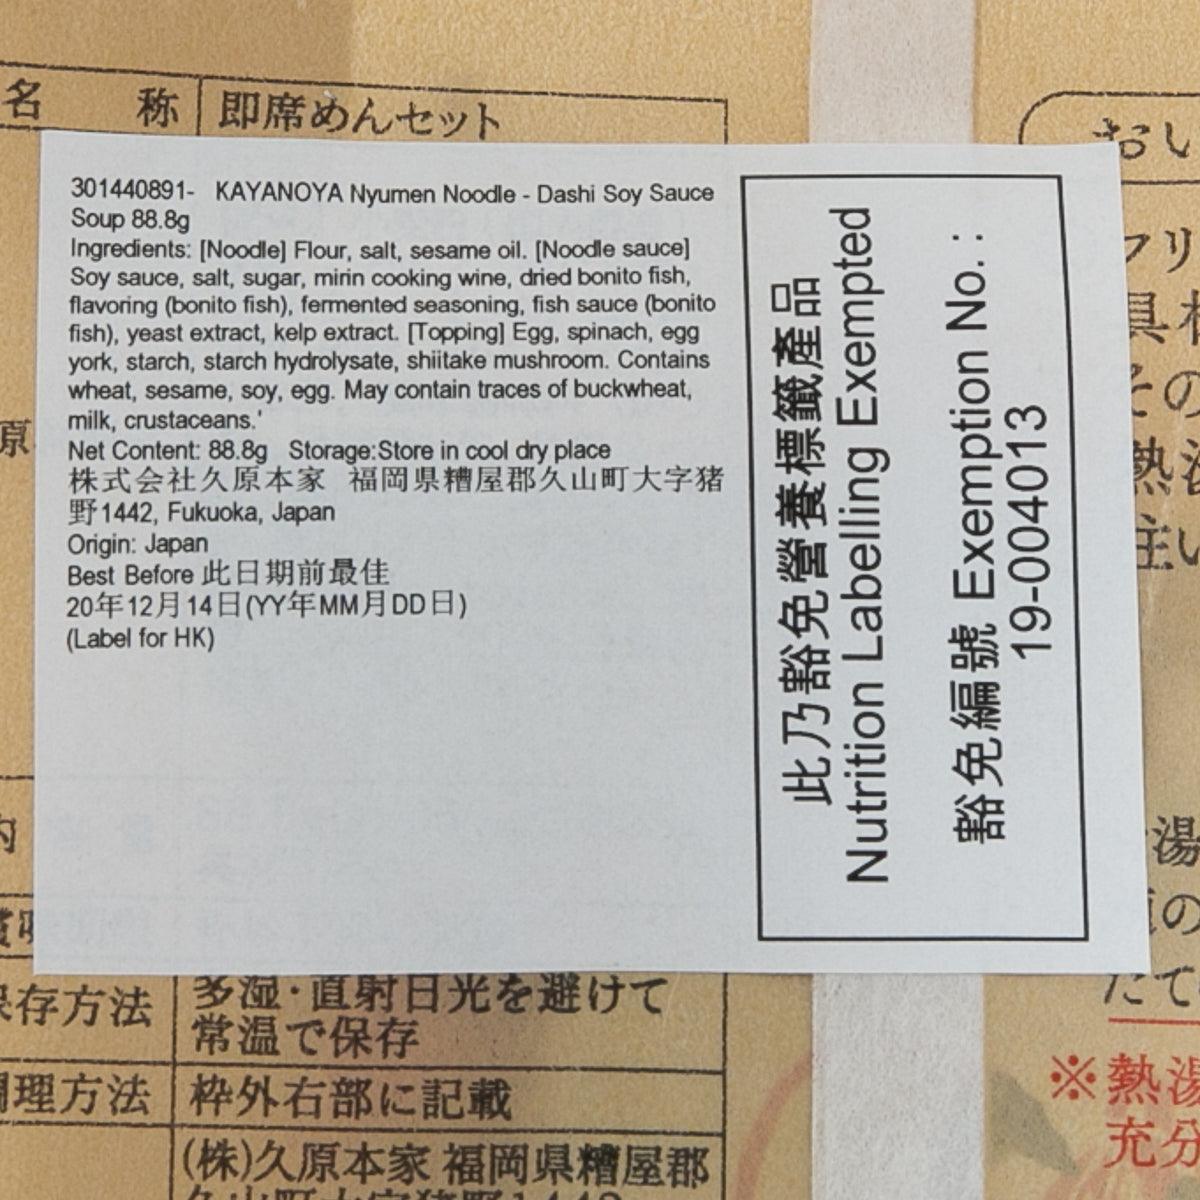 名 称 即席めんセット
301440891- KAYANOYA Nyumen Noodle - Dashi Soy Sauce
Soup 88.8g
Ingredients: [Noodle] Flour, salt, sesame oil. [Noodle sauce]
Soy sauce, salt, sugar, mirin cooking wine, dried bonito fish,
flavoring (bonito fish), fermented seasoning, fish sauce (bonito
fish), yeast extract, kelp extract. [Topping] Egg, spinach, egg
york, starch, starch hydrolysate, shiitake mushroom. Contains
wheat, sesame, soy, egg. May contain traces of buckwheat,
milk, crustaceans.'
Net Content: 88.8g Storage:Store in cool dry place
株式会社久原本家 福岡県糟屋郡久山町大字猪
野1442, Fukuoka, Japan
Origin: Japan
Best Before 此日期前最佳
20年12月14日(YY年MM月DD日)
(Label for HK)
此乃豁免營養標籤產品
Nutrition Labelling Exempted
豁免編號 Exemption No. :
19-004013
おい
フリ
具材
その
熱湯
注い
原
内
湯
の
たて
保存方法 多湿·直射日光を避けて
常温で保存
調理方法 枠外右部に記載
(株)久原本家 福岡県糟屋郡
※熱湯
充分